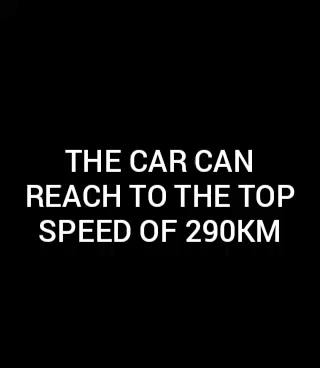 THE CAR CAN
REACH TO THE TOP
SPEED OF 290KM